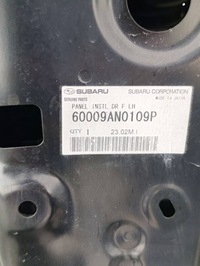 SUBARU SUBARU CORPORATION
GENUINE PARTS MADE IN JAPAN
PANEL INSTL DR F LH
60009AN0109P
QTY 1 23.02M I